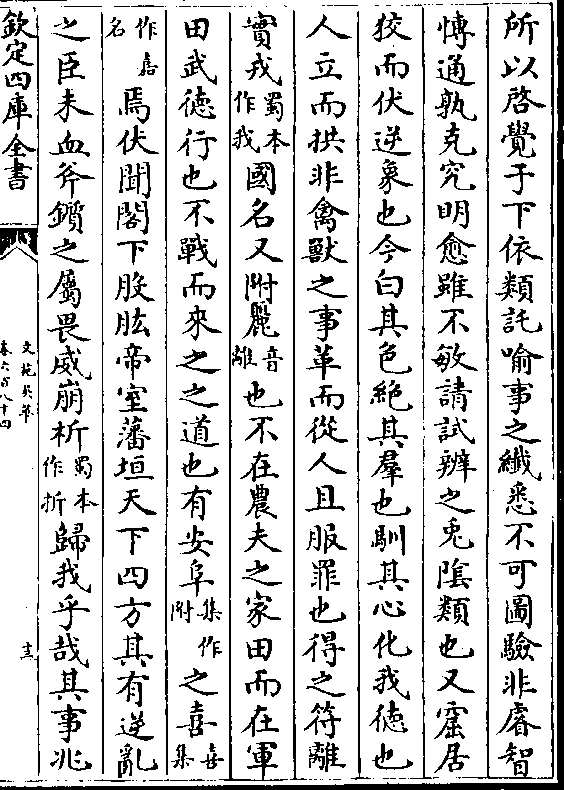 所以啓覺于下依類託喻事之纎悉不可圖驗非睿智
慱通孰克究明愈雖不敏請試辨之兎隂類也又窟居
狡而伏逆象也今白其色絶其羣也馴其心化我徳也
人立而拱非禽獸之事革而從人且服罪也得之符離
實戎蜀本作我國名又附麗音離也不在農夫之家田而在軍
田武徳行也不戰而來之之道也有安阜集作附之喜喜集
作嘉名焉伏聞閣下股肱帝室藩垣天下四方其有逆亂
之臣未血斧鑕之屬畏威崩析蜀本作折歸我乎哉其事兆
欽定四庫全書
文苑英華
卷六百八十四
十三